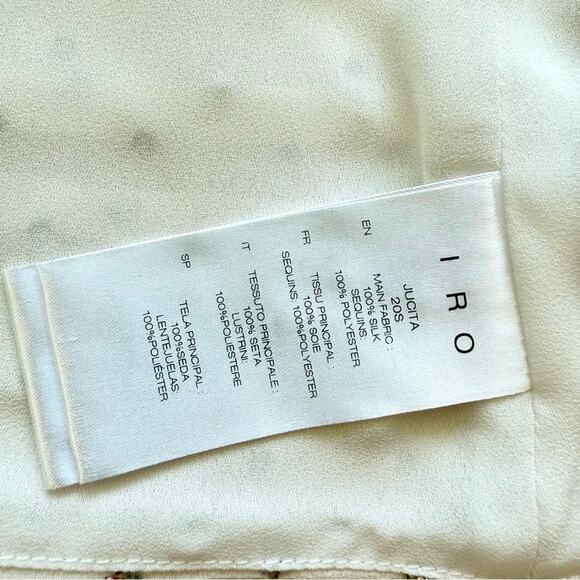 IRO
JUCITA
20S
EN
MAIN FABRIC :
100% SILK
SEQUINS:
100% POLYESTER
FR
TISSU PRINCIPAL :
100% SOIE
SEQUINS :100%POLYESTER
IT
TESSUTO PRINCIPALE :
100% SETA
LUSTRINI:
100%POLIESTERE
SP
TELA PRINCIPAL :
100%SEDA
LENTEJUELAS
100%POLIÉSTER